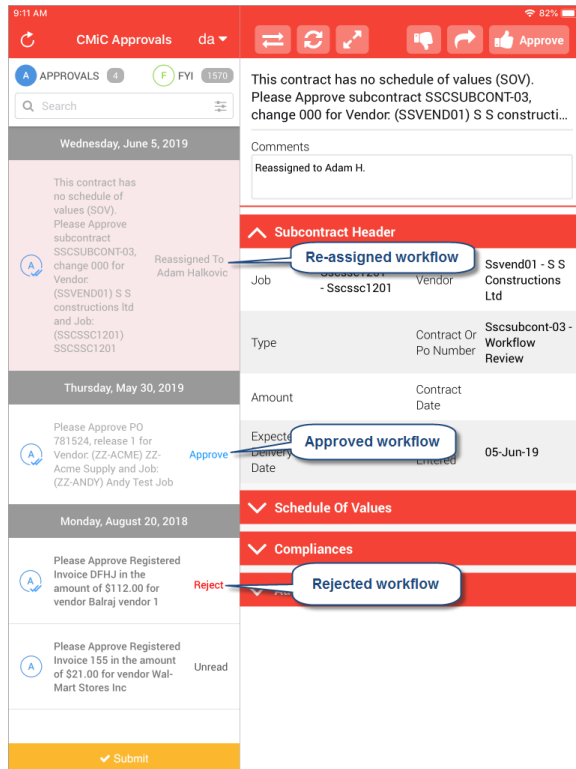 9:11 AM
82%
CMiC Approvals
da
Approve
A APPROVALS 4
F FYI 1570
Search
Wednesday, June 5, 2019
A
This contract has
no schedule of
values (SOV).
Please Approve
subcontract
SSCSUBCONT-03,
change 000 for
Vendor:
(SSVEND01) S S
constructions ltd
and Job:
(SSCSSC1201)
SSCSSC1201
Reassigned To
Adam Halkovic
Thursday, May 30, 2019
A
Please Approve PO
781524, release 1 for
Vendor: (ZZ-ACME) ZZ-
Acme Supply and Job:
(ZZ-ANDY) Andy Test Job
Approve
Monday, August 20, 2018
A
Please Approve Registered
Invoice DFHJ in the
amount of $112.00 for
vendor Balraj vendor 1
Reject
A
Please Approve Registered
Invoice 155 in the amount
of $21.00 for vendor Wal-
Mart Stores Inc
Unread
Submit
This contract has no schedule of values (SOV).
Please Approve subcontract SSCSUBCONT-03,
change 000 for Vendor: (SSVEND01) S S constructi...
Comments
Reassigned to Adam H.
Subcontract Header
Re-assigned workflow
Job
- Sscssc1201
Vendor
Ssvend01 - S S
Constructions
Ltd
Type
Contract Or
Po Number
Sscsubcont-03 -
Workflow
Review
Amount
Contract
Date
Approved workflow
Delivery
Date
Entered
05-Jun-19
Schedule Of Values
Compliances
Rejected workflow